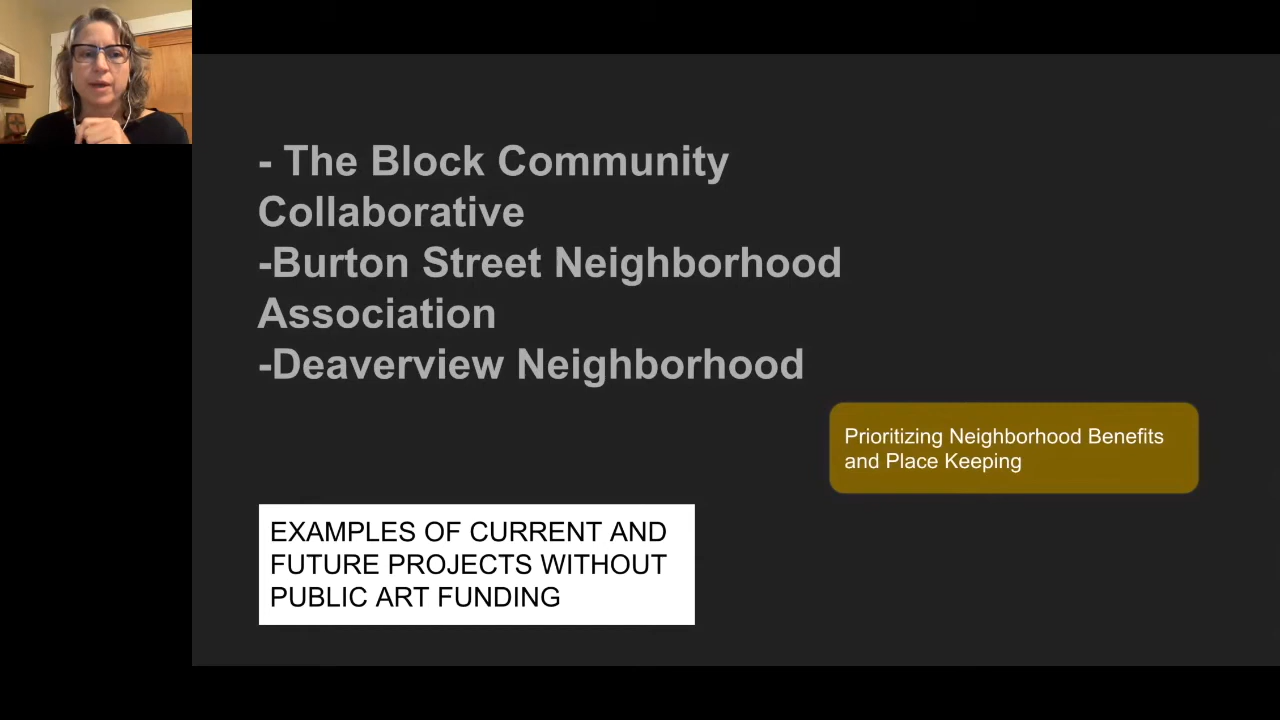 - The Block Community
Collaborative
-Burton Street Neighborhood
Association
-Deaverview Neighborhood
Prioritizing Neighborhood Benefits
and Place Keeping
EXAMPLES OF CURRENT AND
FUTURE PROJECTS WITHOUT
PUBLIC ART FUNDING